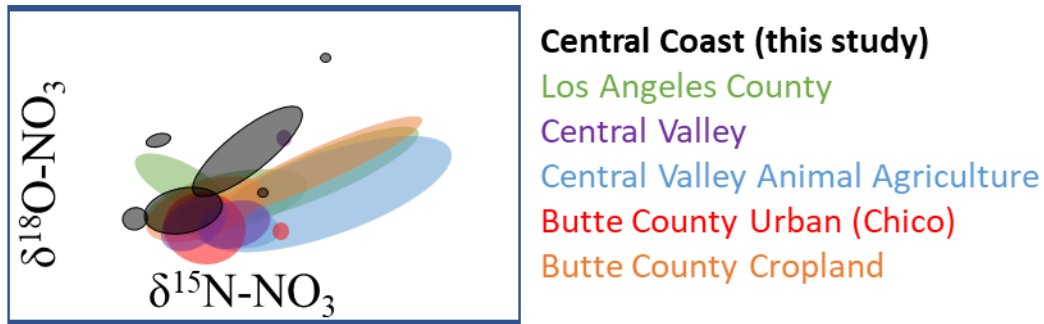 δ¹⁸O-NO₃
δ¹⁵N-NO₃
Central Coast (this study)
Los Angeles County
Central Valley
Central Valley Animal Agriculture
Butte County Urban (Chico)
Butte County Cropland